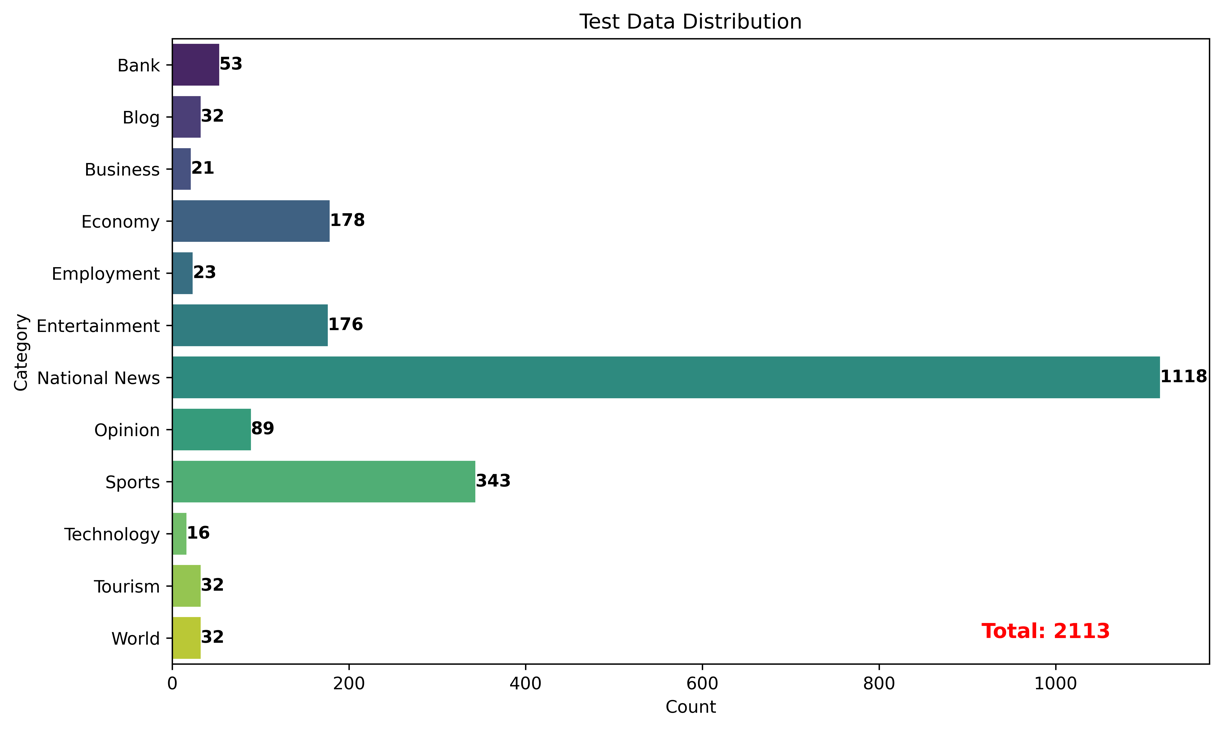 Test Data Distribution
Category
Bank 53
Blog 32
Business 21
Economy 178
Employment 23
Entertainment 176
National News 1118
Opinion 89
Sports 343
Technology 16
Tourism 32
World 32
Total: 2113
0 200 400 600 800 1000
Count